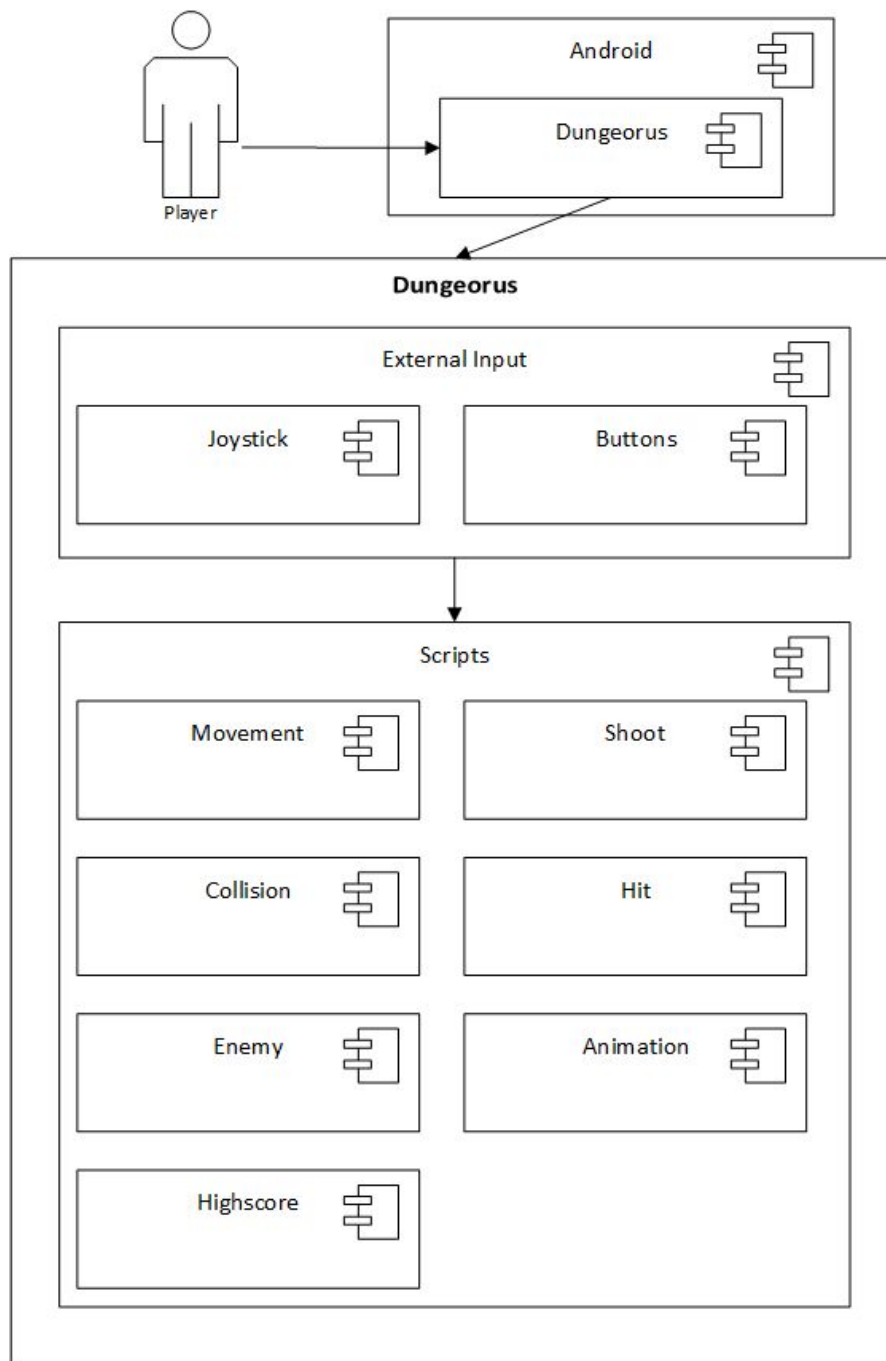 Android
Dungeorus
Player
Dungeorus
External Input
Joystick
Buttons
Scripts
Movement
Shoot
Collision
Hit
Enemy
Animation
Highscore